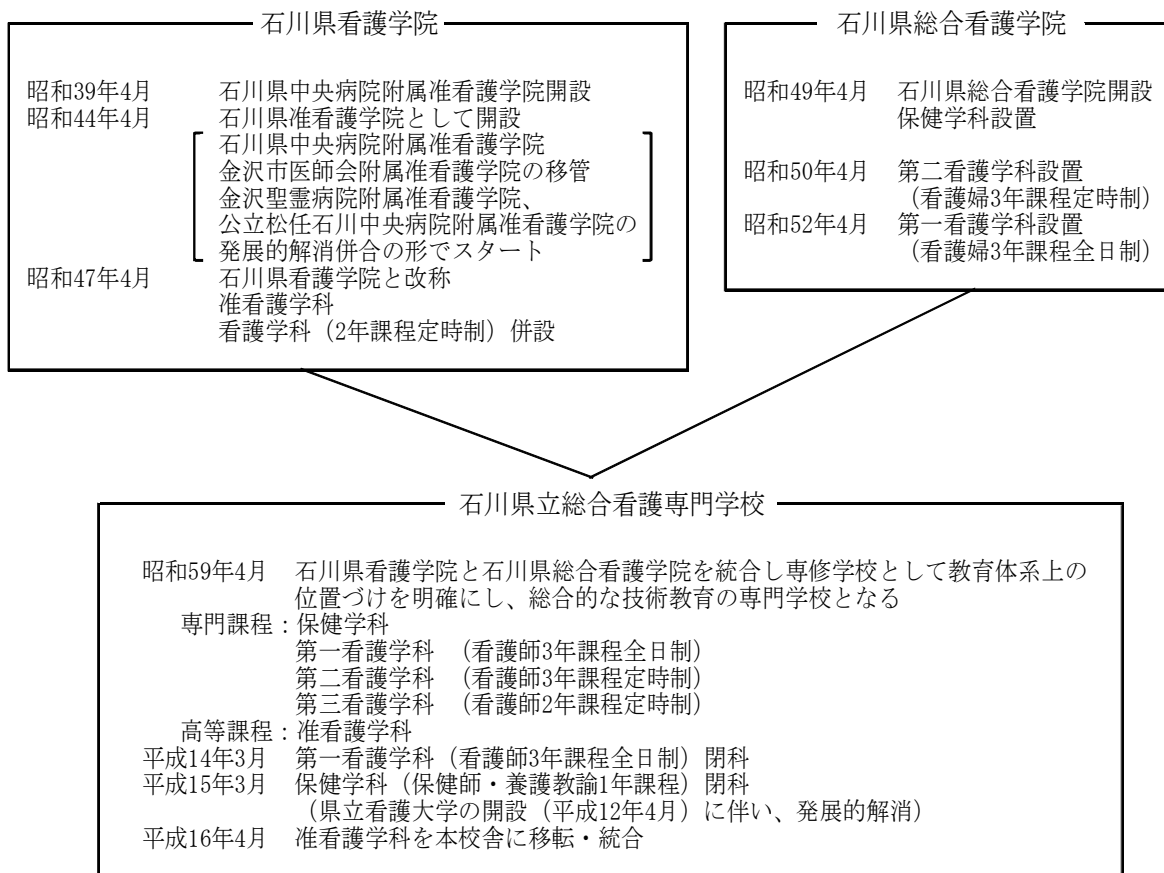 石川県看護学院
昭和39年4月 石川県中央病院附属准看護学院開設
昭和44年4月 石川県准看護学院として開設
石川県中央病院附属准看護学院
金沢市医師会附属准看護学院の移管
金沢聖霊病院附属准看護学院、
公立松任石川中央病院附属准看護学院の
発展的解消併合の形でスタート
昭和47年4月 石川県看護学院と改称
准看護学科
看護学科（2年課程定時制）併設
石川県総合看護学院
昭和49年4月 石川県総合看護学院開設
保健学科設置
昭和50年4月 第二看護学科設置
（看護婦3年課程定時制）
昭和52年4月 第一看護学科設置
（看護婦3年課程全日制）
石川県立総合看護専門学校
昭和59年4月 石川県看護学院と石川県総合看護学院を統合し専修学校として教育体系上の
位置づけを明確にし、総合的な技術教育の専門学校となる
専門課程：保健学科
第一看護学科 （看護師3年課程全日制）
第二看護学科 （看護師3年課程定時制）
第三看護学科 （看護師2年課程定時制）
高等課程：准看護学科
平成14年3月 第一看護学科（看護師3年課程全日制）閉科
平成15年3月 保健学科（保健師・養護教諭1年課程）閉科
（県立看護大学の開設（平成12年4月）に伴い、発展的解消）
平成16年4月 准看護学科を本校舎に移転・統合